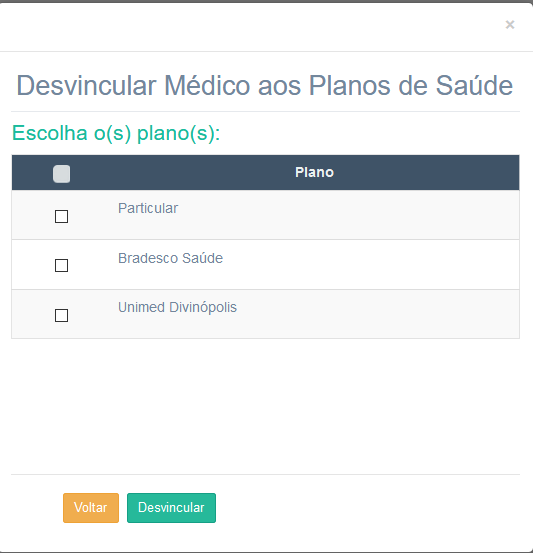 ×
Desvincular Médico aos Planos de Saúde
Escolha o(s) plano(s):
Plano
Particular
Bradesco Saúde
Unimed Divinópolis
Voltar Desvincular